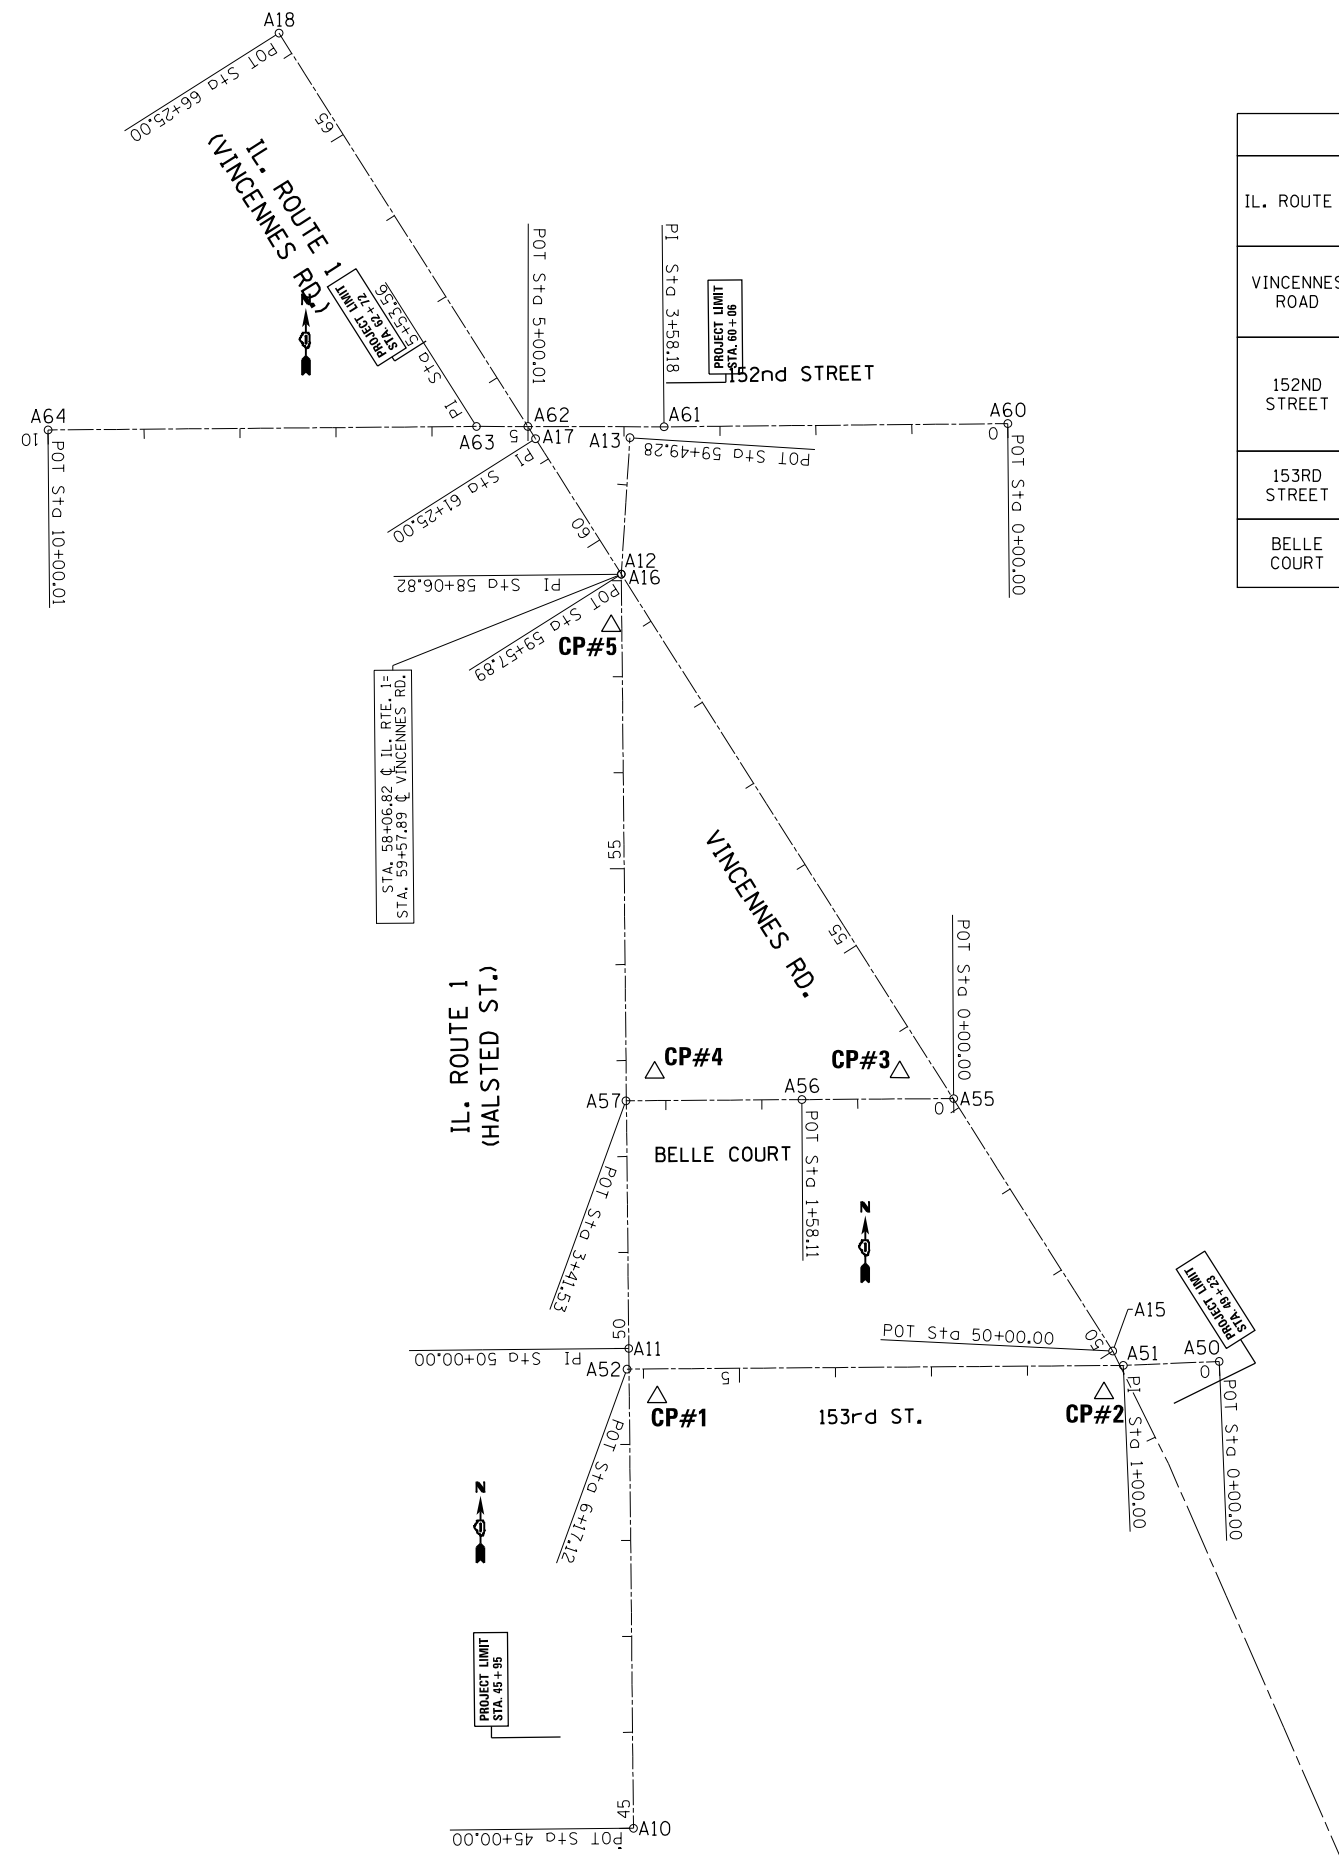 A18
POT Sta 66+25.00
65
IL. ROUTE 1
(VINCENNES RD.)
N
PROJECT LIMIT
STA. 62+72
PI Sta 5+53.56
POT Sta 5+00.01
PI Sta 3+58.18
PROJECT LIMIT
STA. 60+06
152nd STREET
IL. ROUTE
VINCENNES
ROAD
152ND
STREET
153RD
STREET
BELLE
COURT
A64
10
POT Sta 10+00.01
A63
5
A62
A17
A13
A61
A60
0
POT Sta 0+00.00
POT Sta 59+49.28
PI Sta 61+25.00
60
A12
A16
PI Sta 58+06.82
POT Sta 59+57.89
CP#5
STA. 58+06.82 ℄ IL. RTE. 1=
STA. 59+57.89 ℄ VINCENNES RD.
55
VINCENNES RD.
55
IL. ROUTE 1
(HALSTED ST.)
POT Sta 0+00.00
CP#4
CP#3
A57
A56
0
A55
BELLE COURT
POT Sta 3+41.53
POT Sta 1+58.11
N
PROJECT LIMIT
STA. 49+23
A15
POT Sta 50+00.00
50
50
PI Sta 50+00.00
A11
A52
5
A51
A50
0
CP#1
153rd ST.
CP#2
PI Sta 1+00.00
POT Sta 0+00.00
POT Sta 6+17.12
N
PROJECT LIMIT
STA. 45+95
45
POT Sta 45+00.00
A10